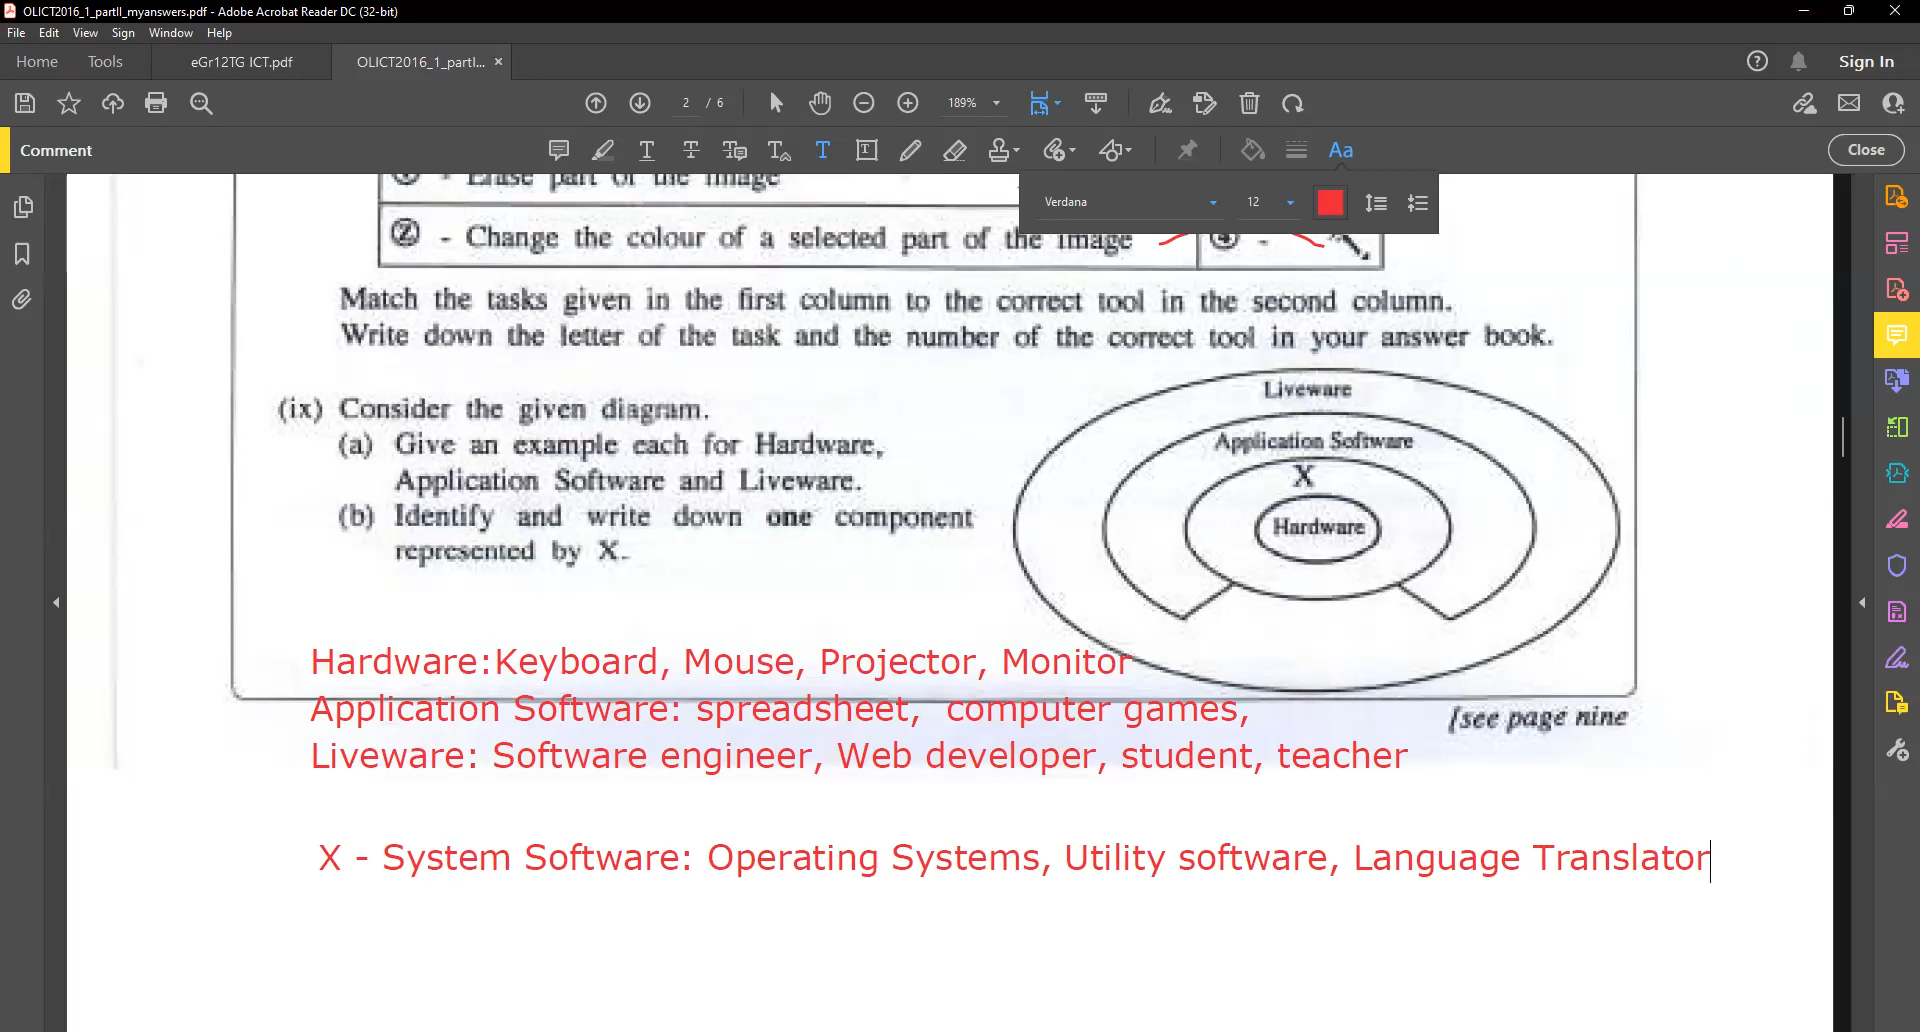 OLICT2016_1_partII_myanswers.pdf - Adobe Acrobat Reader DC (32-bit)
File Edit View Sign Window Help
Home Tools eGr12TG ICT.pdf OLICT2016_1_partI... × Sign In
2 / 6 189%
Comment Close
- Erase part of the image
Verdana 12
Ⓩ - Change the colour of a selected part of the image ④ -
Match the tasks given in the first column to the correct tool in the second column.
Write down the letter of the task and the number of the correct tool in your answer book.
(ix) Consider the given diagram.
(a) Give an example each for Hardware,
Application Software and Liveware.
(b) Identify and write down one component
represented by X.
Liveware
Application Software
X
Hardware
Hardware:Keyboard, Mouse, Projector, Monitor
Application Software: spreadsheet,  computer games,
[see page nine
Liveware: Software engineer, Web developer, student, teacher
X - System Software: Operating Systems, Utility software, Language Translator